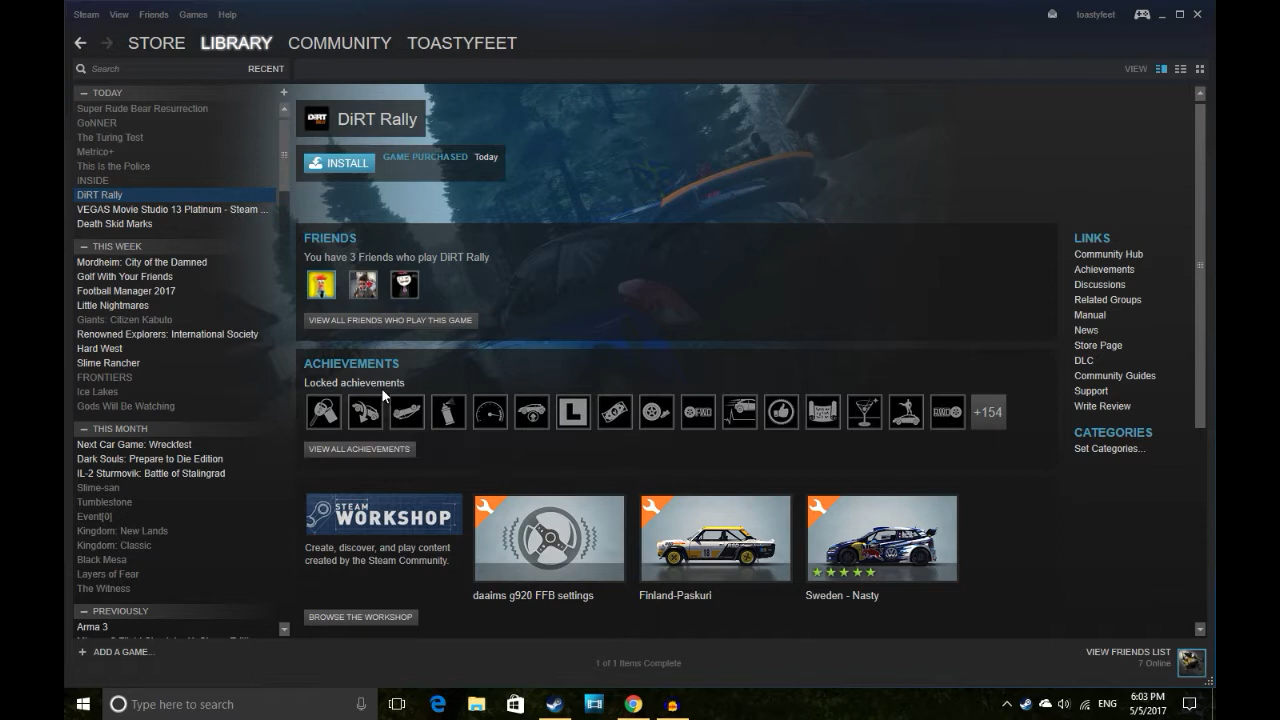 Steam View Friends Games Help
toastyfeet
STORE LIBRARY COMMUNITY TOASTYFEET
Search RECENT
VIEW
TODAY
Super Rude Bear Resurrection
GoNNER
The Turing Test
Metrico+
This Is the Police
INSIDE
DiRT Rally
VEGAS Movie Studio 13 Platinum - Steam ...
Death Skid Marks
THIS WEEK
Mordheim: City of the Damned
Golf With Your Friends
Football Manager 2017
Little Nightmares
Giants: Citizen Kabuto
Renowned Explorers: International Society
Hard West
Slime Rancher
FRONTIERS
Ice Lakes
Gods Will Be Watching
THIS MONTH
Next Car Game: Wreckfest
Dark Souls: Prepare to Die Edition
IL-2 Sturmovik: Battle of Stalingrad
Slime-san
Tumblestone
Event[0]
Kingdom: New Lands
Kingdom: Classic
Black Mesa
Layers of Fear
The Witness
PREVIOUSLY
Arma 3
+ ADD A GAME...
DiRT Rally
INSTALL GAME PURCHASED Today
FRIENDS
You have 3 Friends who play DiRT Rally
VIEW ALL FRIENDS WHO PLAY THIS GAME
ACHIEVEMENTS
Locked achievements
L
+154
VIEW ALL ACHIEVEMENTS
STEAM
WORKSHOP
Create, discover, and play content
created by the Steam Community.
BROWSE THE WORKSHOP
daaims g920 FFB settings
Finland-Paskuri
Sweden - Nasty
LINKS
Community Hub
Achievements
Discussions
Related Groups
Manual
News
Store Page
DLC
Community Guides
Support
Write Review
CATEGORIES
Set Categories...
1 of 1 Items Complete
VIEW FRIENDS LIST
7 Online
Type here to search
ENG
6:03 PM
5/5/2017